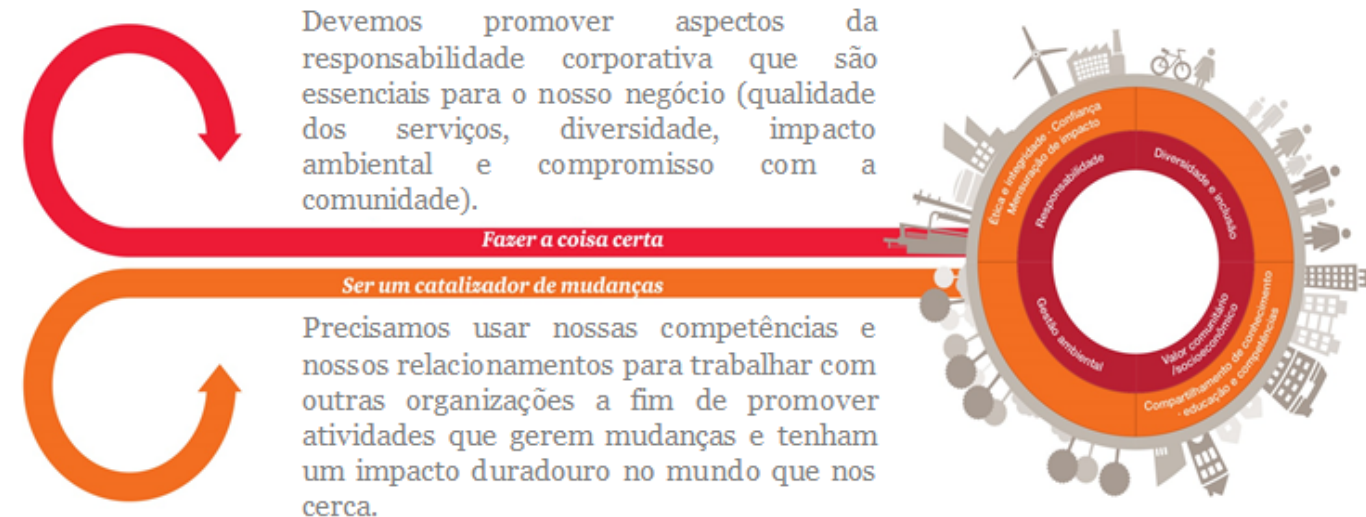 Devemos promover aspectos da
responsabilidade corporativa que são
essenciais para o nosso negócio (qualidade
dos serviços, diversidade, impacto
ambiental e compromisso com a
comunidade).
Fazer a coisa certa
Ser um catalizador de mudanças
Precisamos usar nossas competências e
nossos relacionamentos para trabalhar com
outras organizações a fim de promover
atividades que gerem mudanças e tenham
um impacto duradouro no mundo que nos
cerca.
Ética e integridade · Confiança
Mensuração de impacto
Responsabilidade
Diversidade e inclusão
Gestão ambiental
Valor comunitário
/socioeconômico
Compartilhamento de conhecimento
· educação e competências